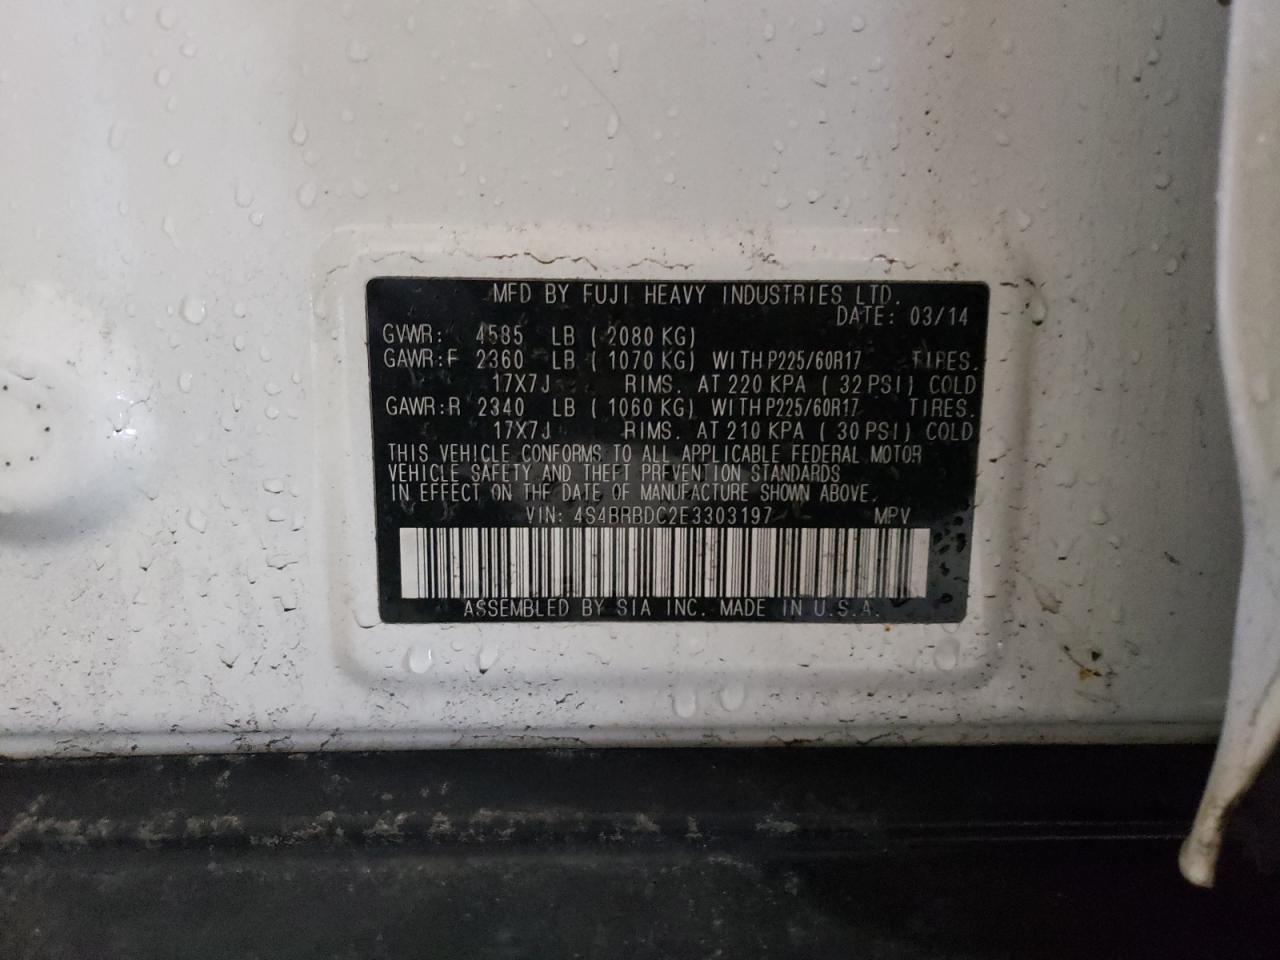 MFD BY FUJI HEAVY INDUSTRIES LTD.
DATE: 03/14
GVWR: 4585 LB ( 2080 KG)
GAWR:F 2360 LB ( 1070 KG) WITH P225/60R17 TIRES.
17X7J RIMS. AT 220 KPA ( 32 PSI) COLD
GAWR:R 2340 LB ( 1060 KG) WITH P225/60R17 TIRES.
17X7J RIMS. AT 210 KPA ( 30 PSI) COLD
THIS VEHICLE CONFORMS TO ALL APPLICABLE FEDERAL MOTOR
VEHICLE SAFETY AND THEFT PREVENTION STANDARDS
IN EFFECT ON THE DATE OF MANUFACTURE SHOWN ABOVE.
VIN: 4S4BRBDC2E3303197 MPV
ASSEMBLED BY SIA INC. MADE IN U.S.A.